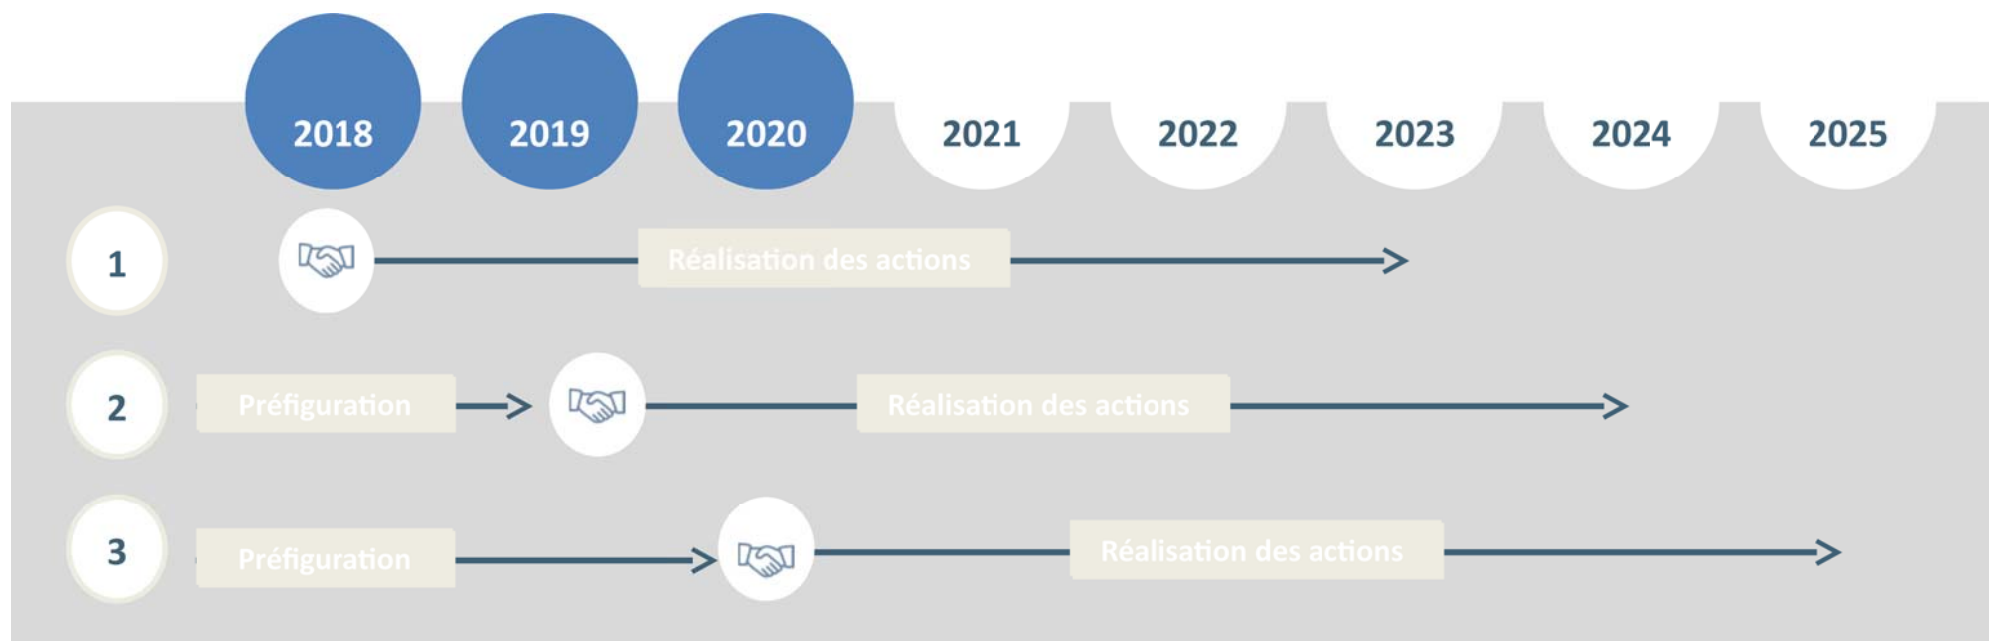 2018 2019 2020 2021 2022 2023 2024 2025
1 Réalisation des actions
2 Préfiguration Réalisation des actions
3 Préfiguration Réalisation des actions